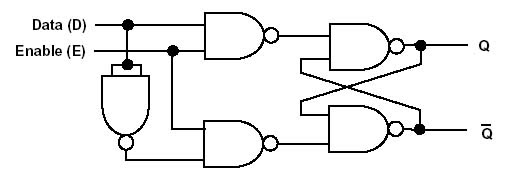 Data (D)
Enable (E)
Q
Q̅